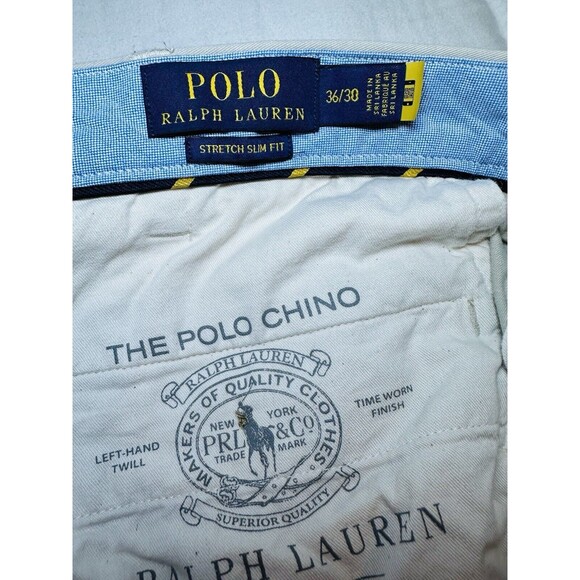 POLO
RALPH LAUREN
36/30
MADE IN
SRI LANKA
FABRIQUE AU
SRI LANKA
STRETCH SLIM FIT
THE POLO CHINO
RALPH LAUREN
MAKERS OF QUALITY CLOTHES
NEW YORK
PRL &Co
TRADE MARK
LEFT-HAND
TWILL
TIME WORN
FINISH
SUPERIOR QUALITY
RALPH LAUREN